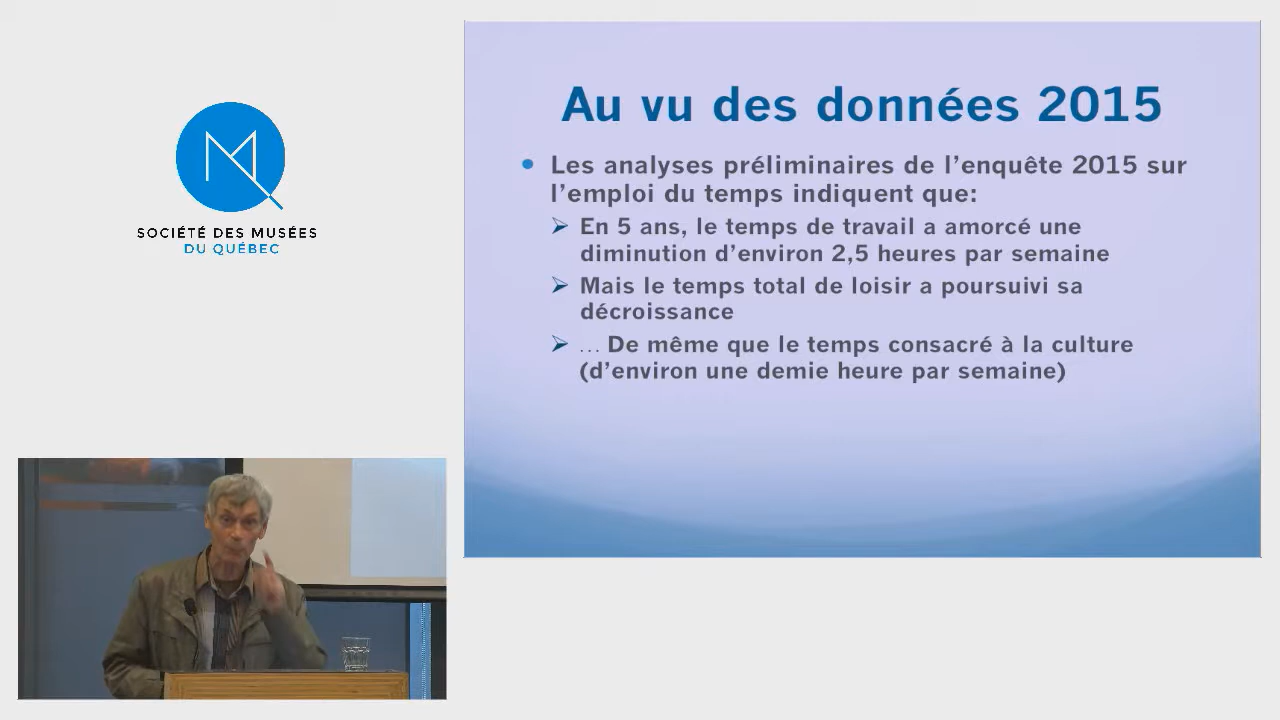 SOCIÉTÉ DES MUSÉES
DU QUÉBEC
Au vu des données 2015
• Les analyses préliminaires de l’enquête 2015 sur
l’emploi du temps indiquent que:
➢ En 5 ans, le temps de travail a amorcé une
diminution d’environ 2,5 heures par semaine
➢ Mais le temps total de loisir a poursuivi sa
décroissance
➢ ... De même que le temps consacré à la culture
(d’environ une demie heure par semaine)